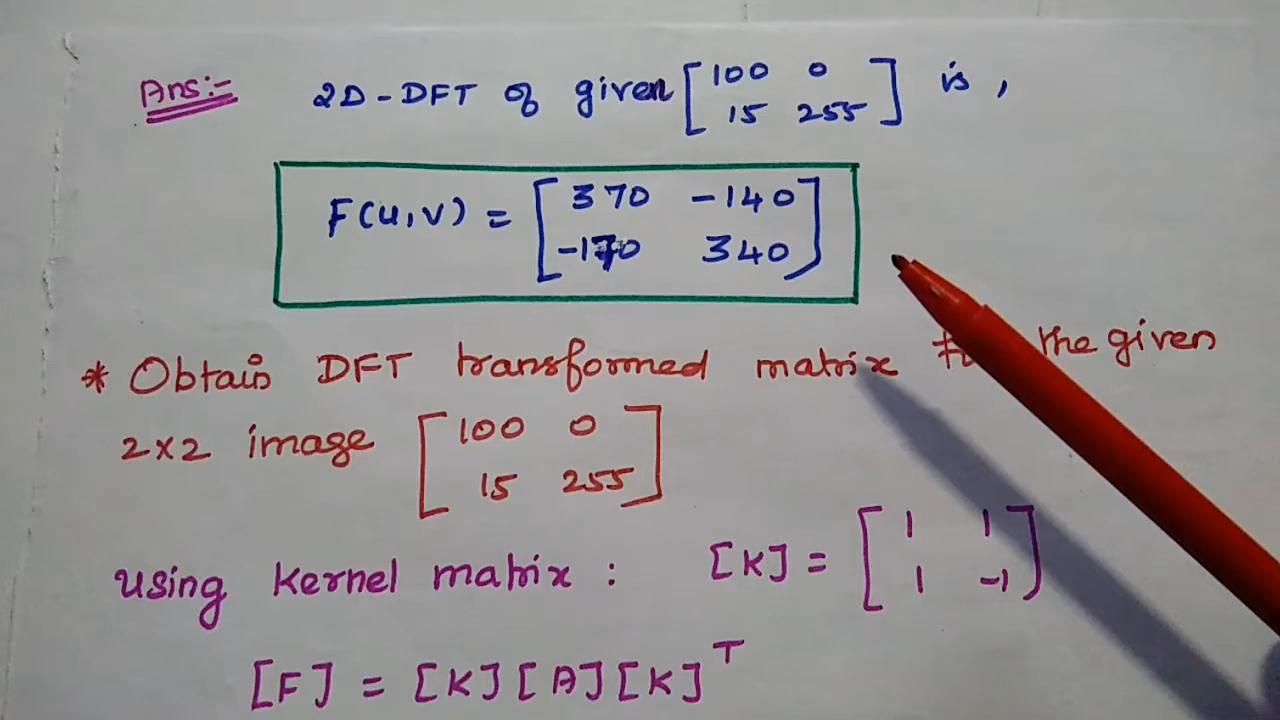 Ans:- 2D-DFT of given [100 0
15 255] is,
F(u,v) = [370 -140
-170 340]
* Obtain DFT transformed matrix the given
2x2 image [100 0
15 255]
using Kernel matrix : [K] = [1 1
1 -1]
[F] = [K][A][K]ᵀ